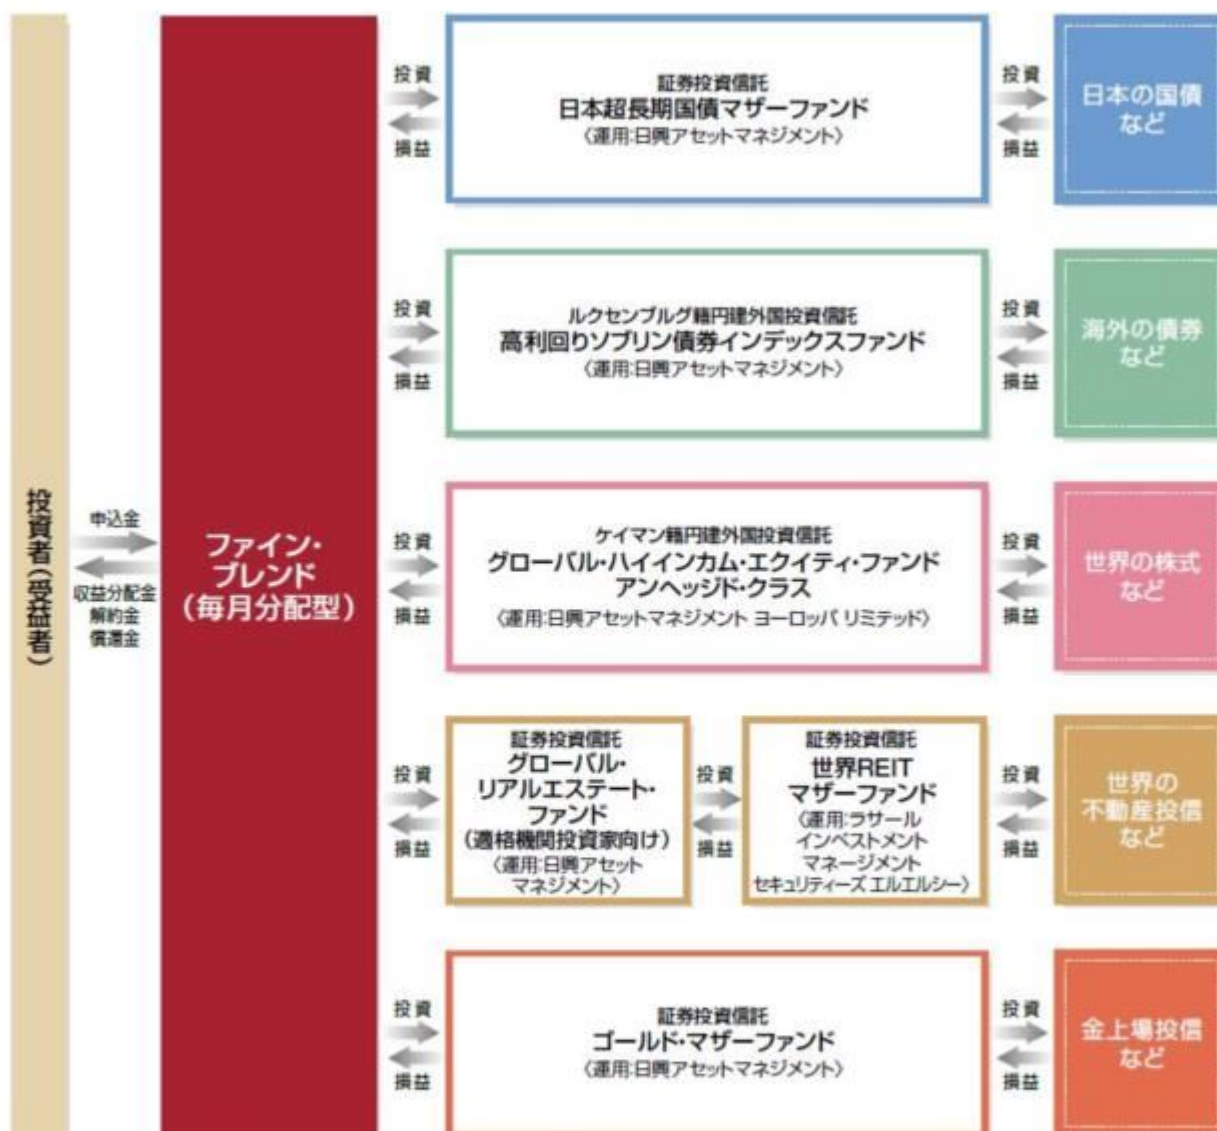 投資者（受益者）
申込金
収益分配金
解約金
償還金
ファイン・
ブレンド
（毎月分配型）
投資
損益
証券投資信託
日本超長期国債マザーファンド
〈運用:日興アセットマネジメント〉
投資
損益
日本の国債
など
投資
損益
ルクセンブルグ籍円建外国投資信託
高利回りソブリン債券インデックスファンド
〈運用:日興アセットマネジメント〉
投資
損益
海外の債券
など
投資
損益
ケイマン籍円建外国投資信託
グローバル・ハイインカム・エクイティ・ファンド
アンヘッジド・クラス
〈運用:日興アセットマネジメント ヨーロッパ リミテッド〉
投資
損益
世界の株式
など
投資
損益
証券投資信託
グローバル・
リアルエステート・
ファンド
（適格機関投資家向け）
〈運用:日興アセット
マネジメント〉
投資
損益
証券投資信託
世界REIT
マザーファンド
〈運用:ラサール
インベストメント
マネージメント
セキュリティーズ エルエルシー〉
投資
損益
世界の
不動産投信
など
投資
損益
証券投資信託
ゴールド・マザーファンド
〈運用:日興アセットマネジメント〉
投資
損益
金上場投信
など